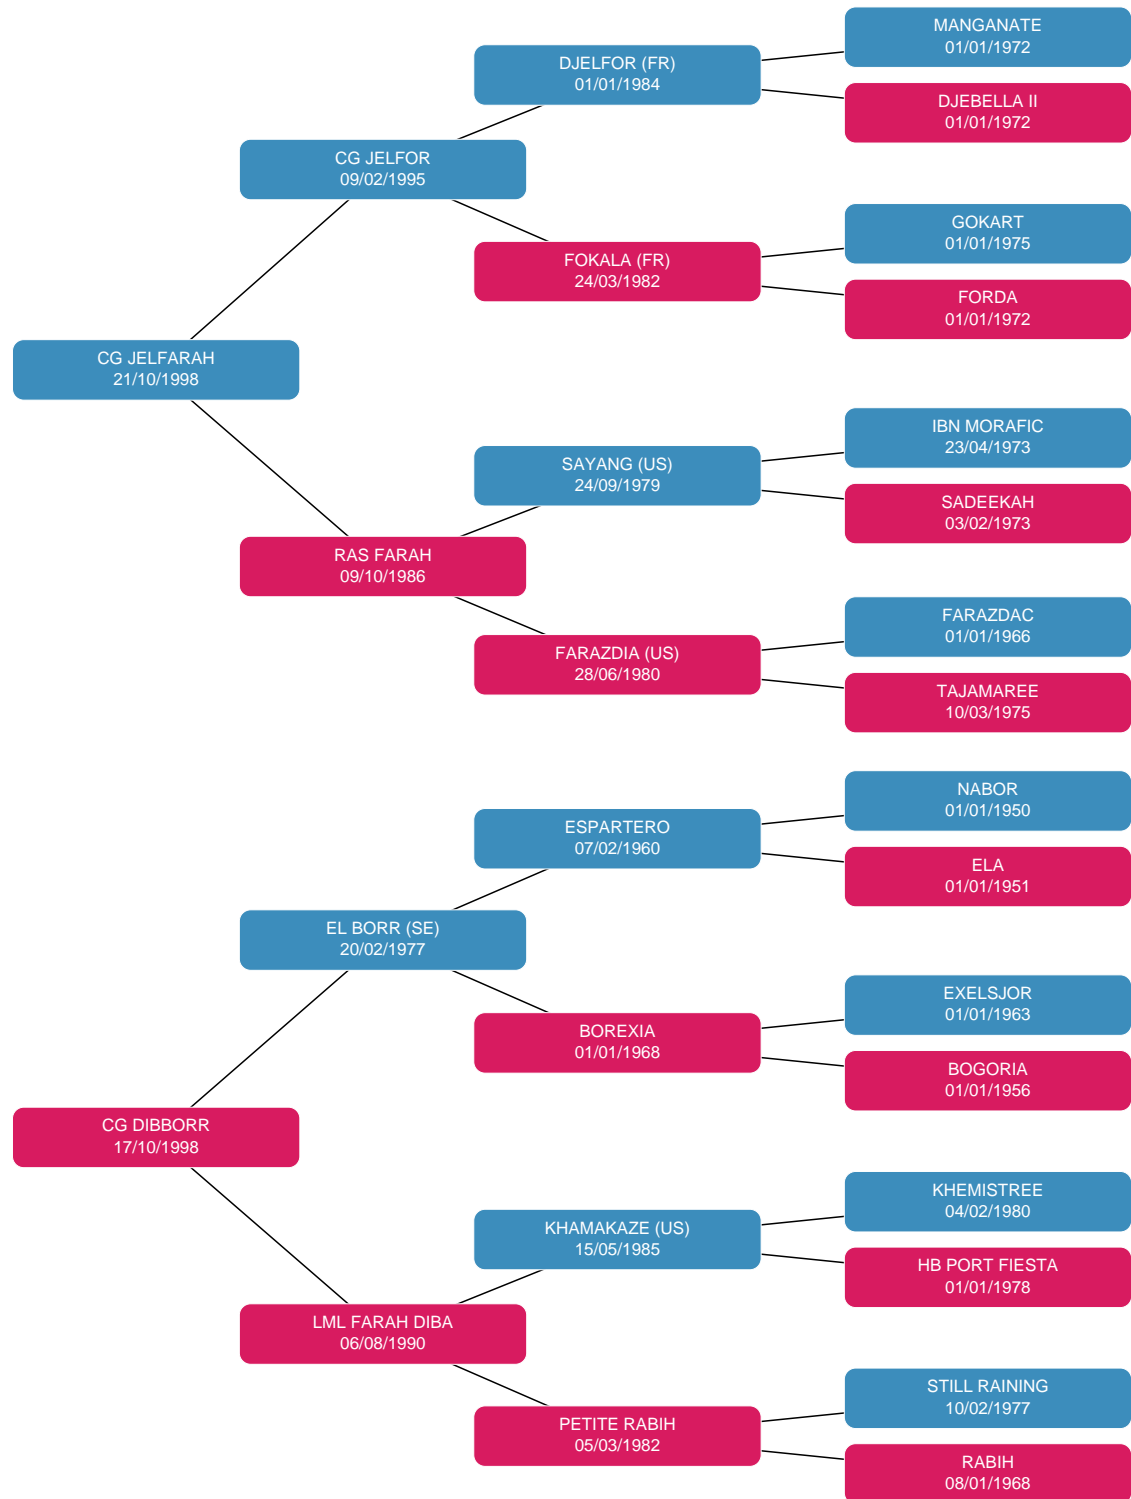 MANGANATE
01/01/1972
DJELFOR (FR)
01/01/1984
DJEBELLA II
01/01/1972
CG JELFOR
09/02/1995
GOKART
01/01/1975
FOKALA (FR)
24/03/1982
FORDA
01/01/1972
CG JELFARAH
21/10/1998
IBN MORAFIC
23/04/1973
SAYANG (US)
24/09/1979
SADEEKAH
03/02/1973
RAS FARAH
09/10/1986
FARAZDAC
01/01/1966
FARAZDIA (US)
28/06/1980
TAJAMAREE
10/03/1975
NABOR
01/01/1950
ESPARTERO
07/02/1960
ELA
01/01/1951
EL BORR (SE)
20/02/1977
EXELSJOR
01/01/1963
BOREXIA
01/01/1968
BOGORIA
01/01/1956
CG DIBBORR
17/10/1998
KHEMISTREE
04/02/1980
KHAMAKAZE (US)
15/05/1985
HB PORT FIESTA
01/01/1978
LML FARAH DIBA
06/08/1990
STILL RAINING
10/02/1977
PETITE RABIH
05/03/1982
RABIH
08/01/1968